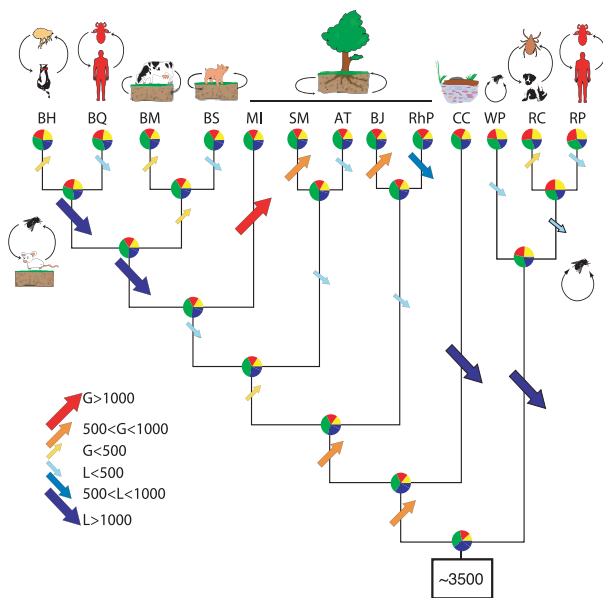 BH BQ BM BS MI SM AT BJ RhP CC WP RC RP
G>1000
500<G<1000
G<500
L<500
500<L<1000
L>1000
~3500